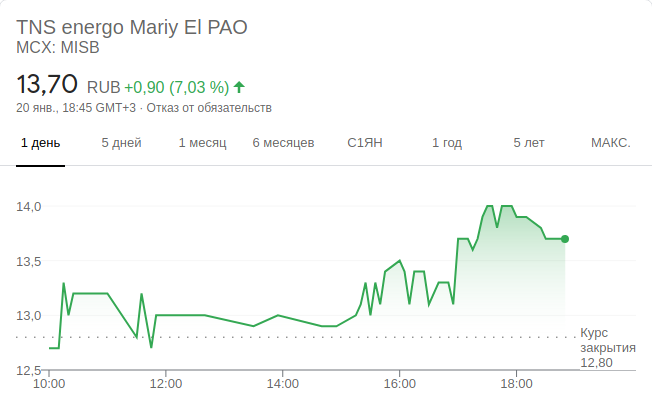 TNS energo Mariy El PAO
MCX: MISB
13,70 RUB +0,90 (7,03 %)
20 янв., 18:45 GMT+3 · Отказ от обязательств
1 день 5 дней 1 месяц 6 месяцев С1ЯН 1 год 5 лет МАКС.
14,0
13,5
13,0
Курс
закрытия
12,80
12,5
10:00 12:00 14:00 16:00 18:00